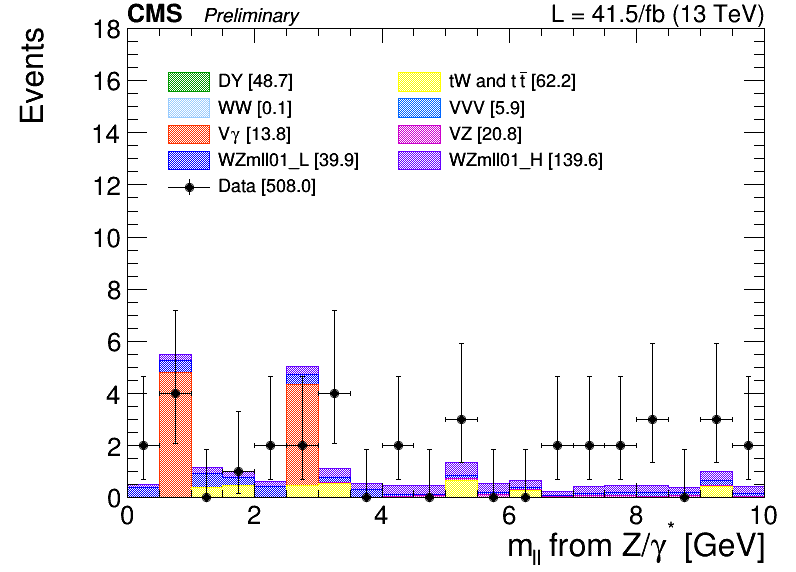 CMS Preliminary L = 41.5/fb (13 TeV)
Events
18
16
14
12
10
8
6
4
2
0
DY [48.7]
tW and tt̅ [62.2]
WW [0.1]
VVV [5.9]
Vγ [13.8]
VZ [20.8]
WZmll01_L [39.9]
WZmll01_H [139.6]
Data [508.0]
0 2 4 6 8 10
m_ll from Z/γ* [GeV]